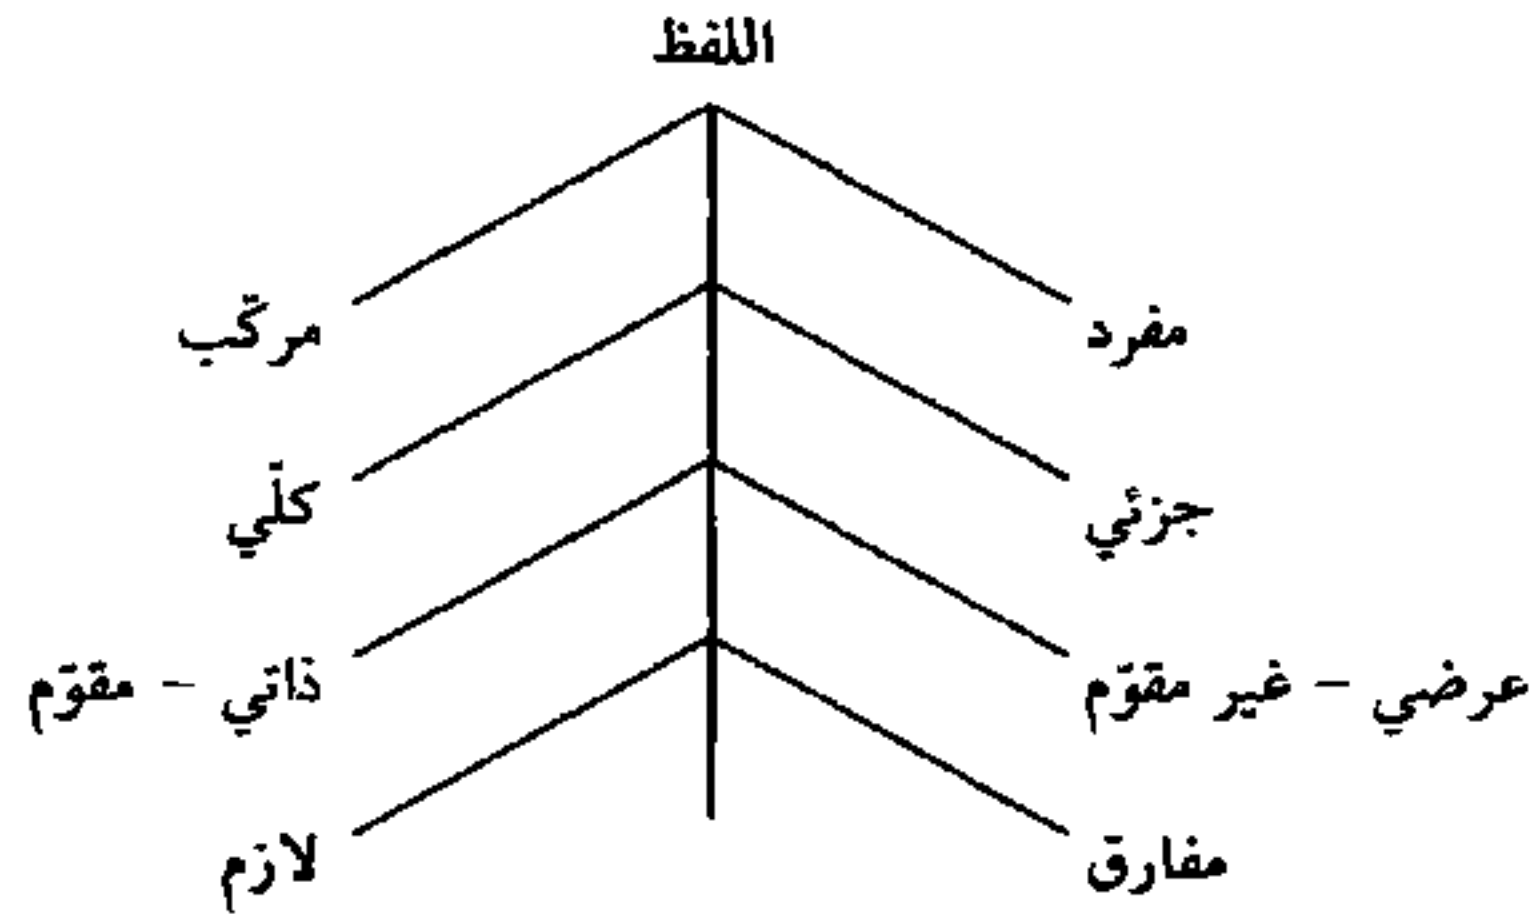 اللفظ
مفرد
مركّب
جزئي
كلّي
عرضي - غير مقوّم
ذاتي - مقوّم
مفارق
لازم